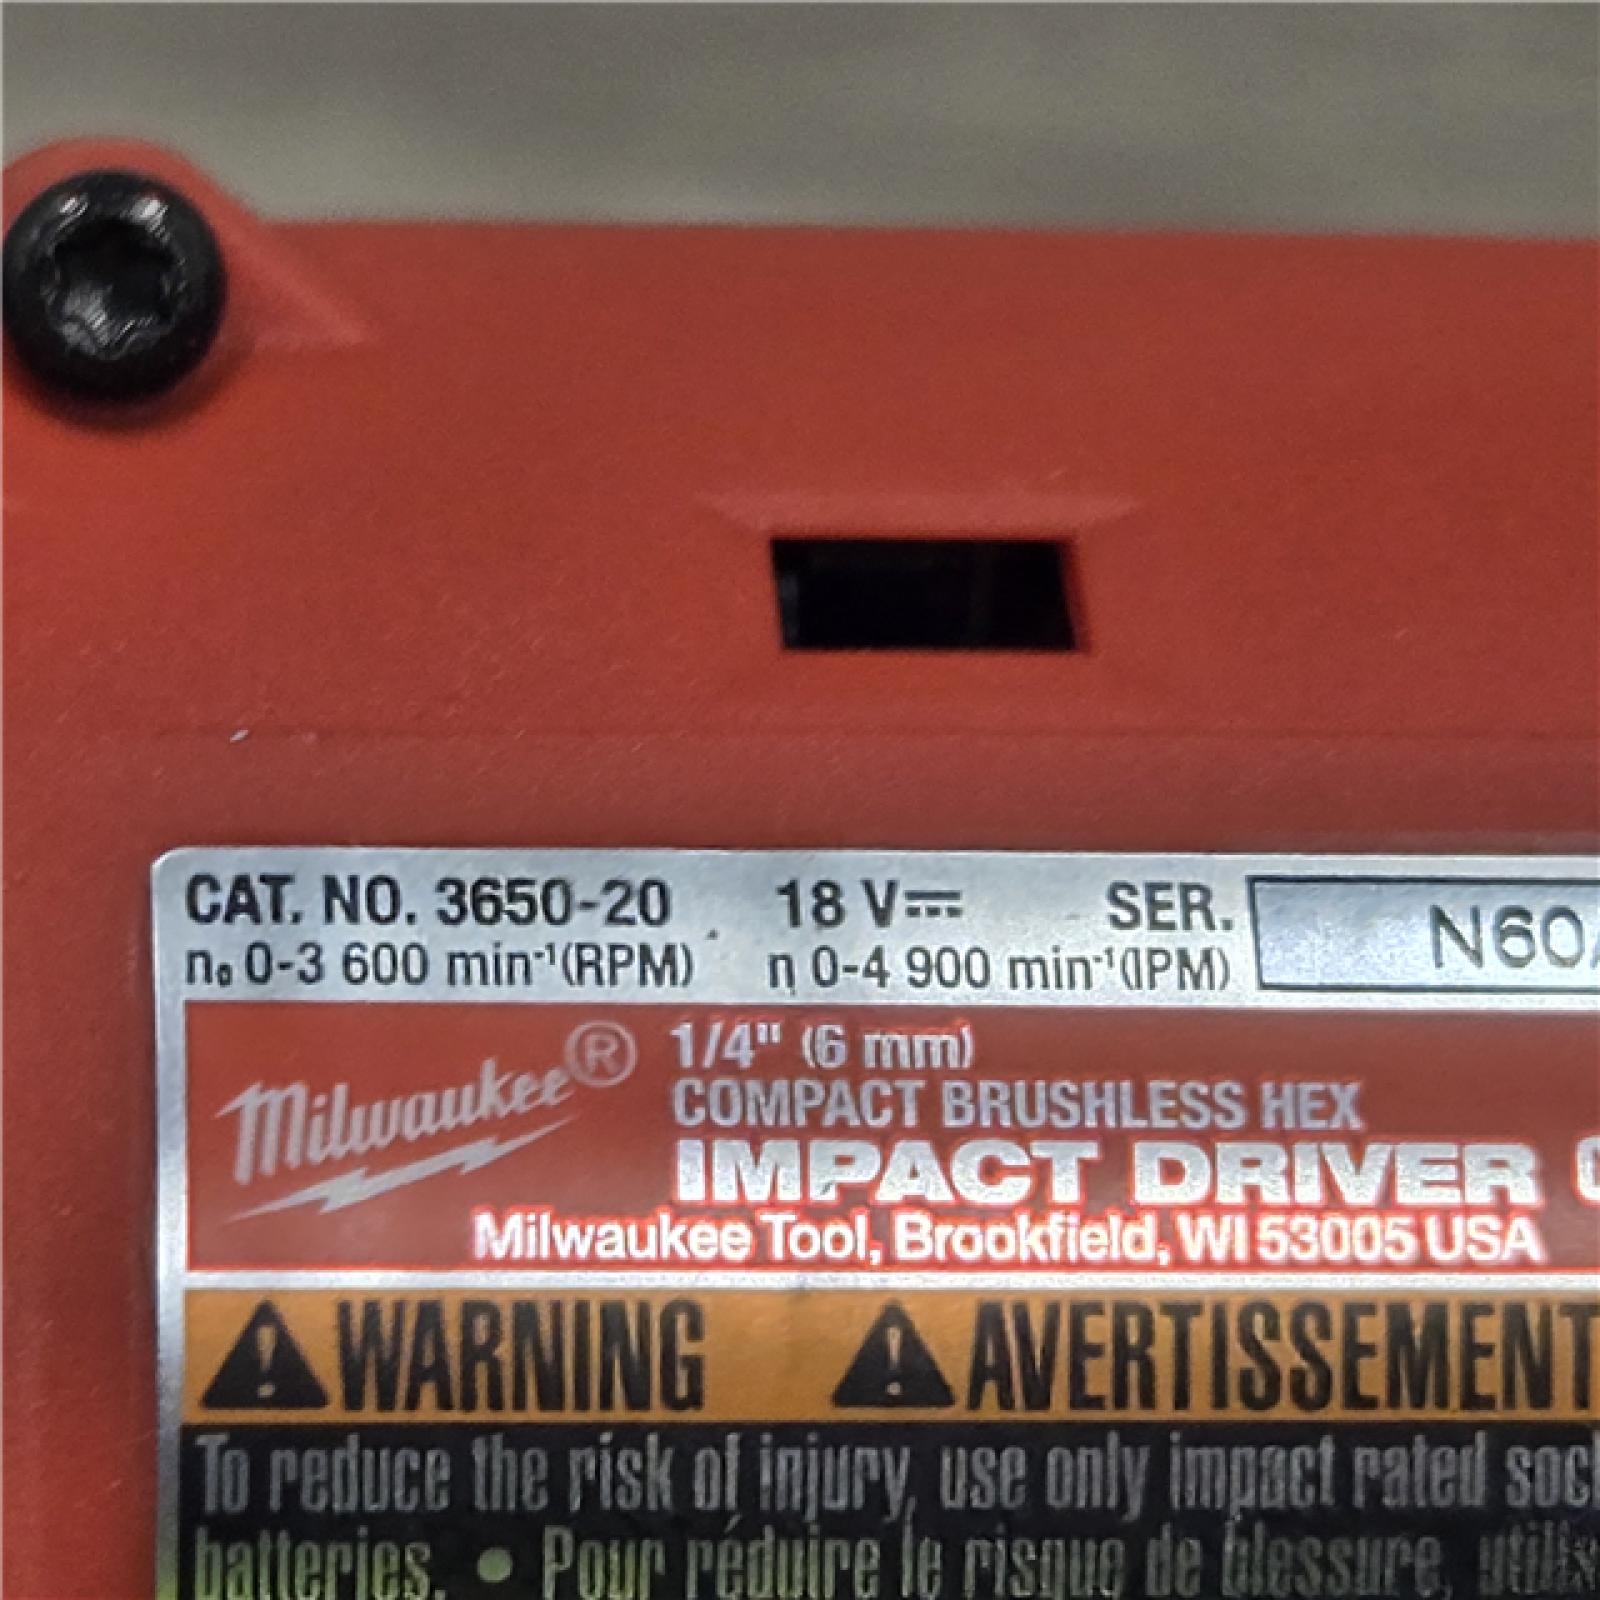 CAT. NO. 3650-20 18 V⎓ SER. N60
n₀ 0-3 600 min⁻¹(RPM) n 0-4 900 min⁻¹(IPM)
Milwaukee® 1/4" (6 mm)
COMPACT BRUSHLESS HEX
IMPACT DRIVER
Milwaukee Tool, Brookfield, WI 53005 USA
WARNING AVERTISSEMENT
To reduce the risk of injury, use only impact rated
batteries. • Pour réduire le risque de blessure,